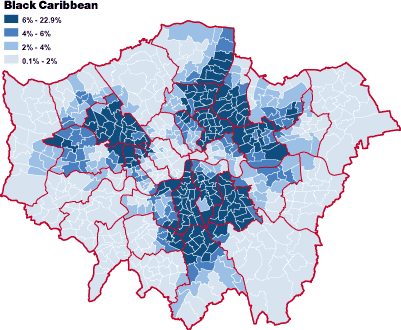 Black Caribbean
6% - 22.9%
4% - 6%
2% - 4%
0.1% - 2%